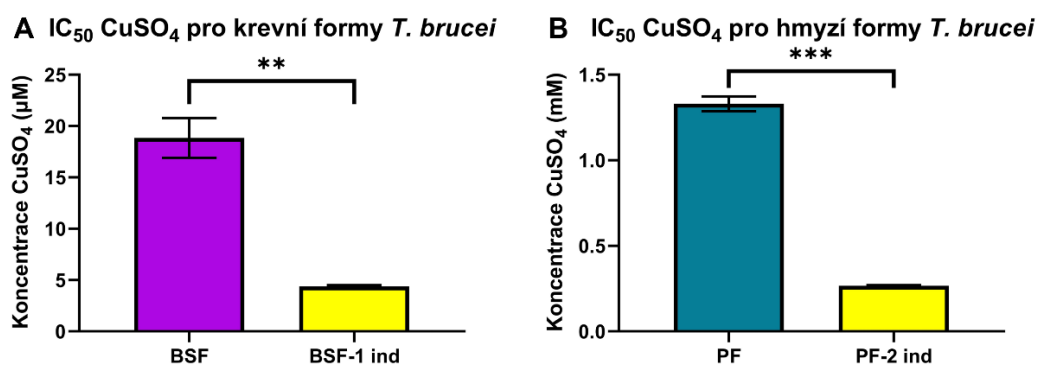 A IC50 CuSO4 pro krevní formy T. brucei
**
Koncentrace CuSO4 (µM)
25
20
15
10
5
0
BSF
BSF-1 ind
B IC50 CuSO4 pro hmyzí formy T. brucei
***
Koncentrace CuSO4 (mM)
1.5
1.0
0.5
0.0
PF
PF-2 ind